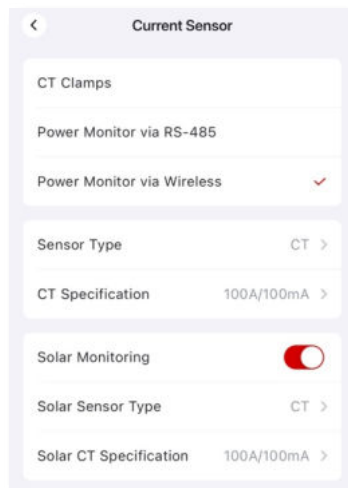 Current Sensor
CT Clamps
Power Monitor via RS-485
Power Monitor via Wireless
Sensor Type CT
CT Specification 100A/100mA
Solar Monitoring
Solar Sensor Type CT
Solar CT Specification 100A/100mA